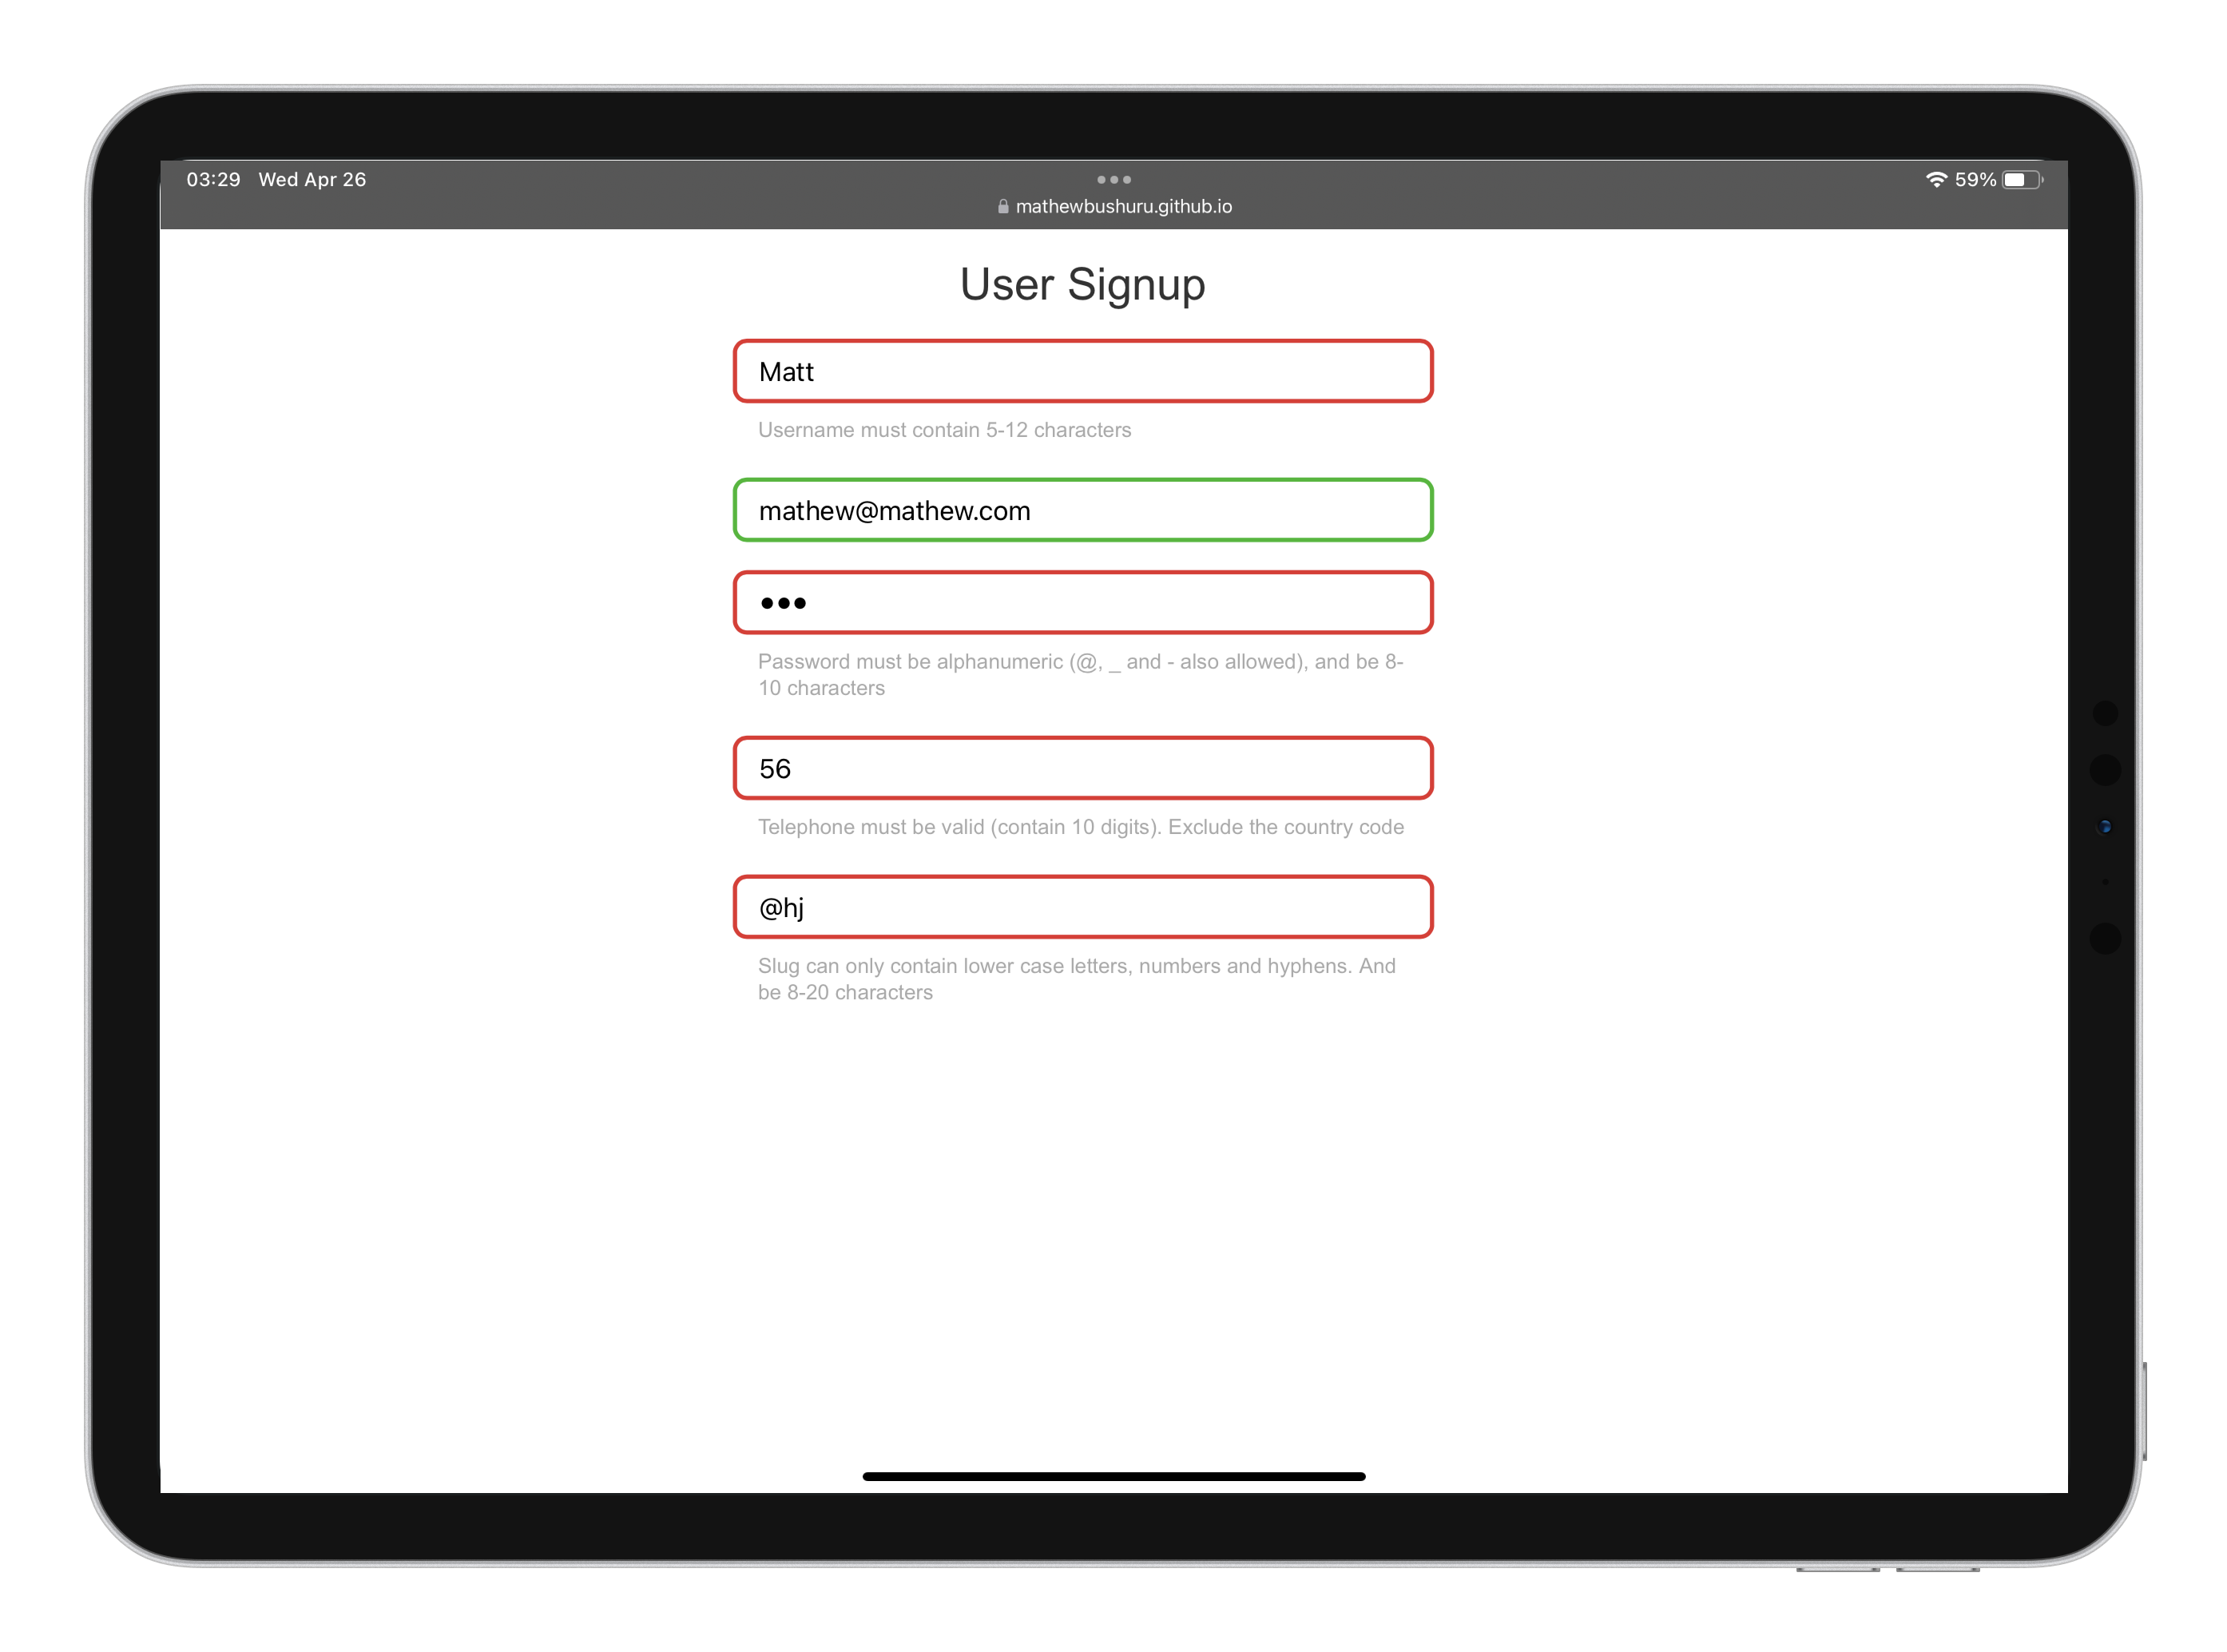 03:29 Wed Apr 26
59%
mathewbushuru.github.io
User Signup
Matt
Username must contain 5-12 characters
mathew@mathew.com
•••
Password must be alphanumeric (@, _ and - also allowed), and be 8-
10 characters
56
Telephone must be valid (contain 10 digits). Exclude the country code
@hj
Slug can only contain lower case letters, numbers and hyphens. And
be 8-20 characters